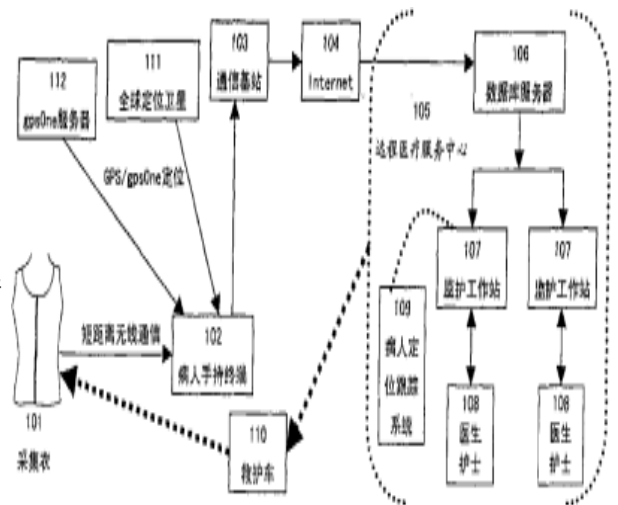 112
gpsOne服务器
111
全球定位卫星
103
通信基站
104
Internet
106
数据库服务器
105
远程医疗服务中心
GPS/gpsOne定位
107
监护工作站
107
监护工作站
短距离无线通信
102
病人手持终端
109
病人定
位跟踪
系统
101
采集衣
110
救护车
108
医生
护士
108
医生
护士